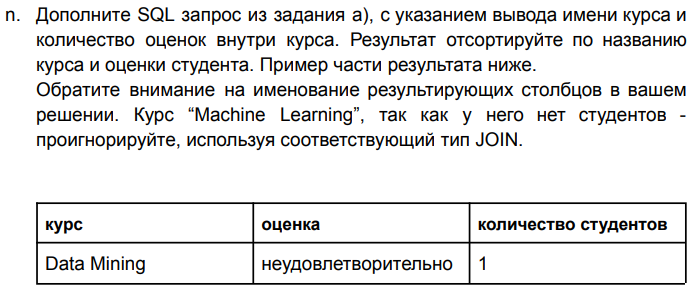 n. Дополните SQL запрос из задания a), с указанием вывода имени курса и
количество оценок внутри курса. Результат отсортируйте по названию
курса и оценки студента. Пример части результата ниже.
Обратите внимание на именование результирующих столбцов в вашем
решении. Курс “Machine Learning”, так как у него нет студентов -
проигнорируйте, используя соответствующий тип JOIN.
курс оценка количество студентов
Data Mining неудовлетворительно 1